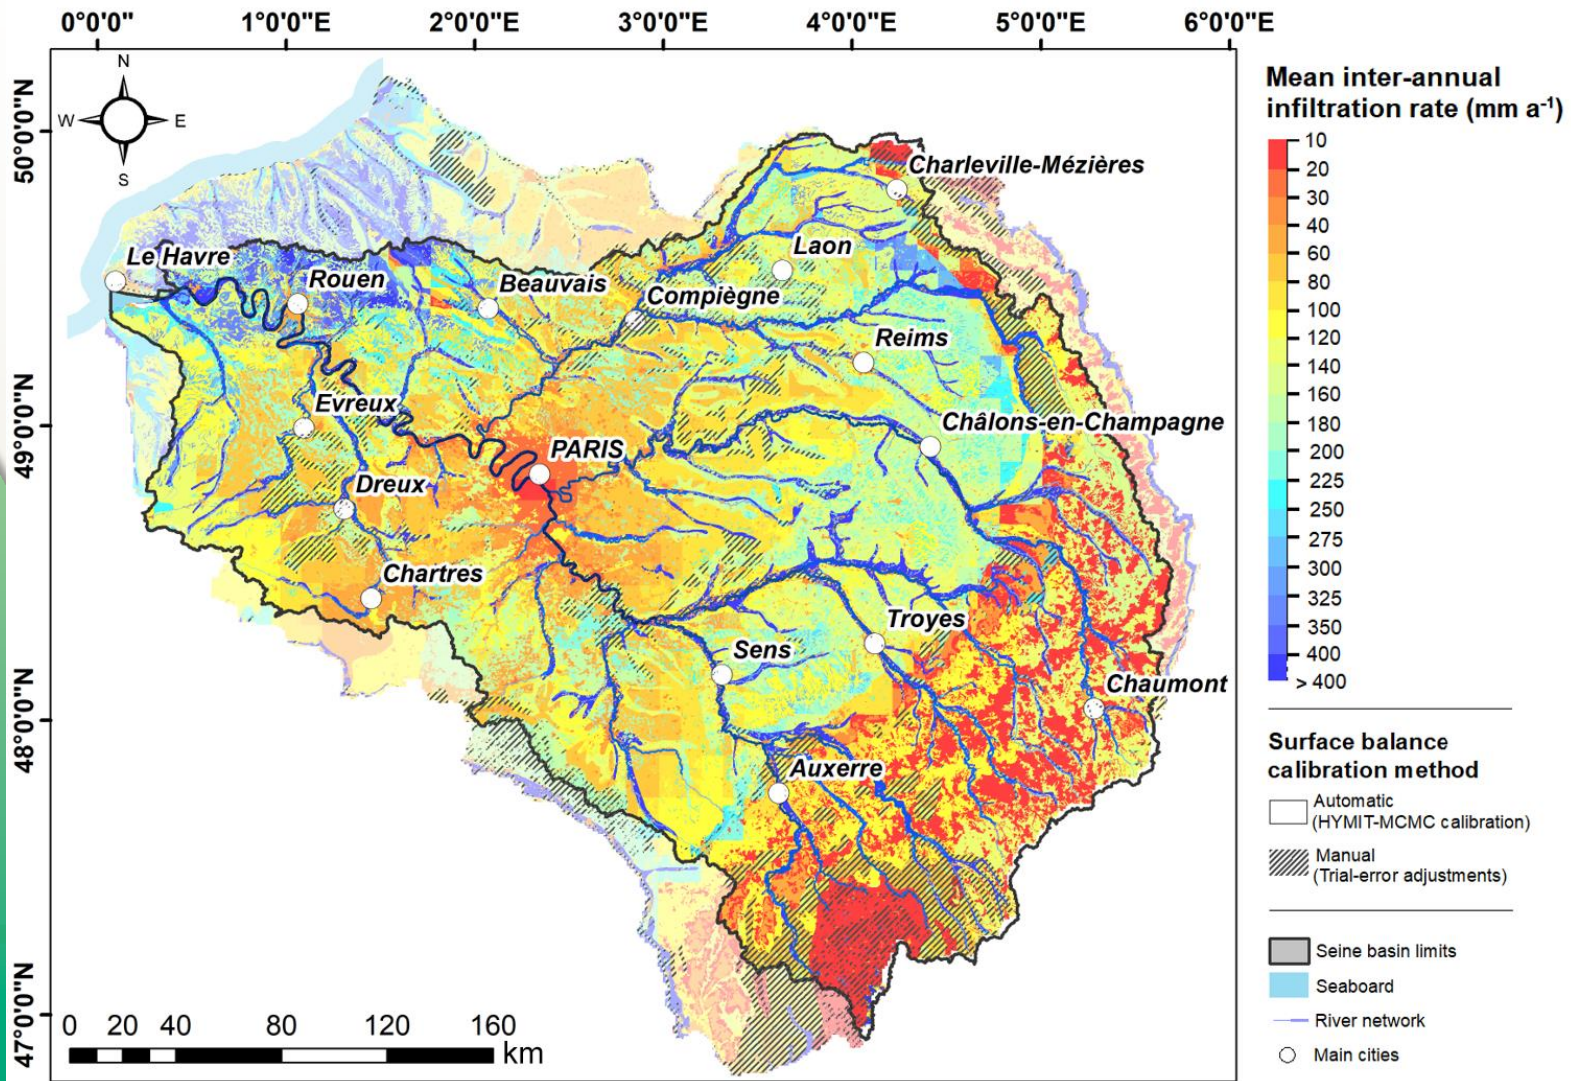 0°0'0"E 1°0'0"E 2°0'0"E 3°0'0"E 4°0'0"E 5°0'0"E 6°0'0"E
50°0'0"N
49°0'0"N
48°0'0"N
47°0'0"N
N
W E
S
Charleville-Mézières
Le Havre
Rouen
Beauvais
Laon
Compiègne
Reims
Evreux
Châlons-en-Champagne
PARIS
Dreux
Chartres
Troyes
Sens
Chaumont
Auxerre
0 20 40 80 120 160
km
Mean inter-annual
infiltration rate (mm a⁻¹)
10
20
30
40
60
80
100
120
140
160
180
200
225
250
275
300
325
350
400
> 400
Surface balance
calibration method
Automatic
(HYMIT-MCMC calibration)
Manual
(Trial-error adjustments)
Seine basin limits
Seaboard
River network
Main cities